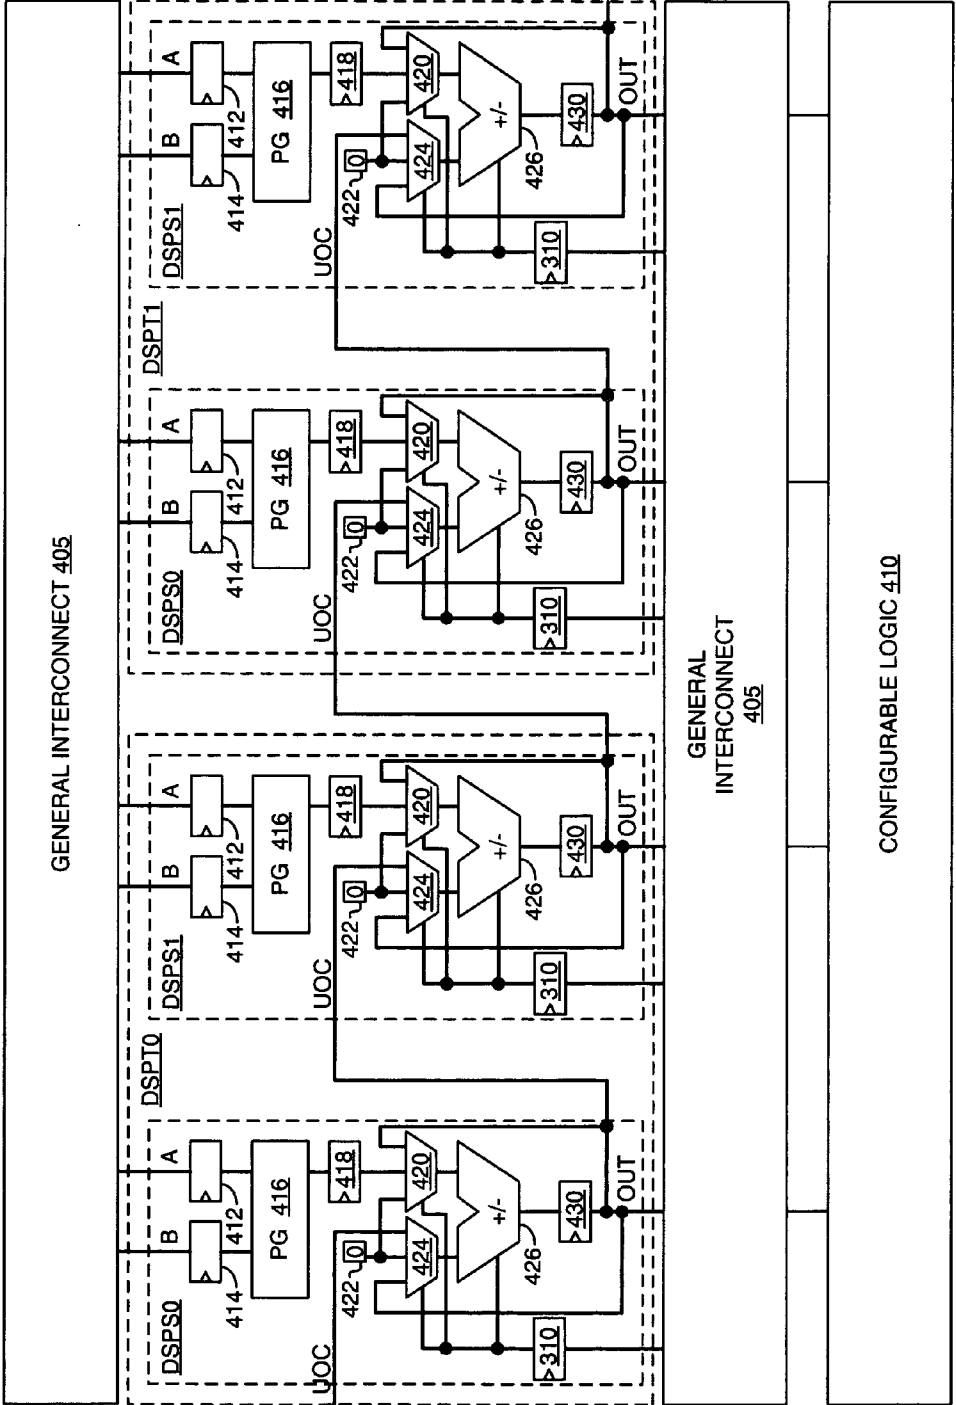 GENERAL INTERCONNECT 405
DSPT1
DSPS1
A
B
412
414
PG 416
418
UOC
422
0
420
424
+/-
426
430
OUT
310
DSPS0
A
B
412
414
PG 416
418
UOC
422
0
420
424
+/-
426
430
OUT
310
DSPT0
DSPS1
A
B
412
414
PG 416
418
UOC
422
0
420
424
+/-
426
430
OUT
310
DSPS0
A
B
412
414
PG 416
418
UOC
422
0
420
424
+/-
426
430
OUT
310
GENERAL
INTERCONNECT
405
CONFIGURABLE LOGIC 410